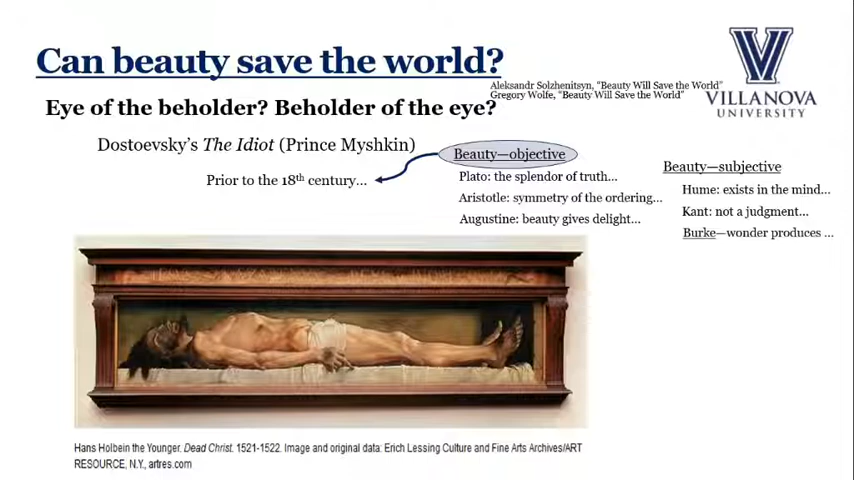 Can beauty save the world?
Aleksandr Solzhenitsyn, "Beauty Will Save the World"
Gregory Wolfe, "Beauty Will Save the World"
VILLANOVA
UNIVERSITY
Eye of the beholder? Beholder of the eye?
Dostoevsky's The Idiot (Prince Myshkin)
Prior to the 18th century...
Beauty—objective
Plato: the splendor of truth...
Aristotle: symmetry of the ordering...
Augustine: beauty gives delight...
Beauty—subjective
Hume: exists in the mind...
Kant: not a judgment...
Burke—wonder produces ...
Hans Holbein the Younger. Dead Christ. 1521-1522. Image and original data: Erich Lessing Culture and Fine Arts Archives/ART
RESOURCE, N.Y., artres.com